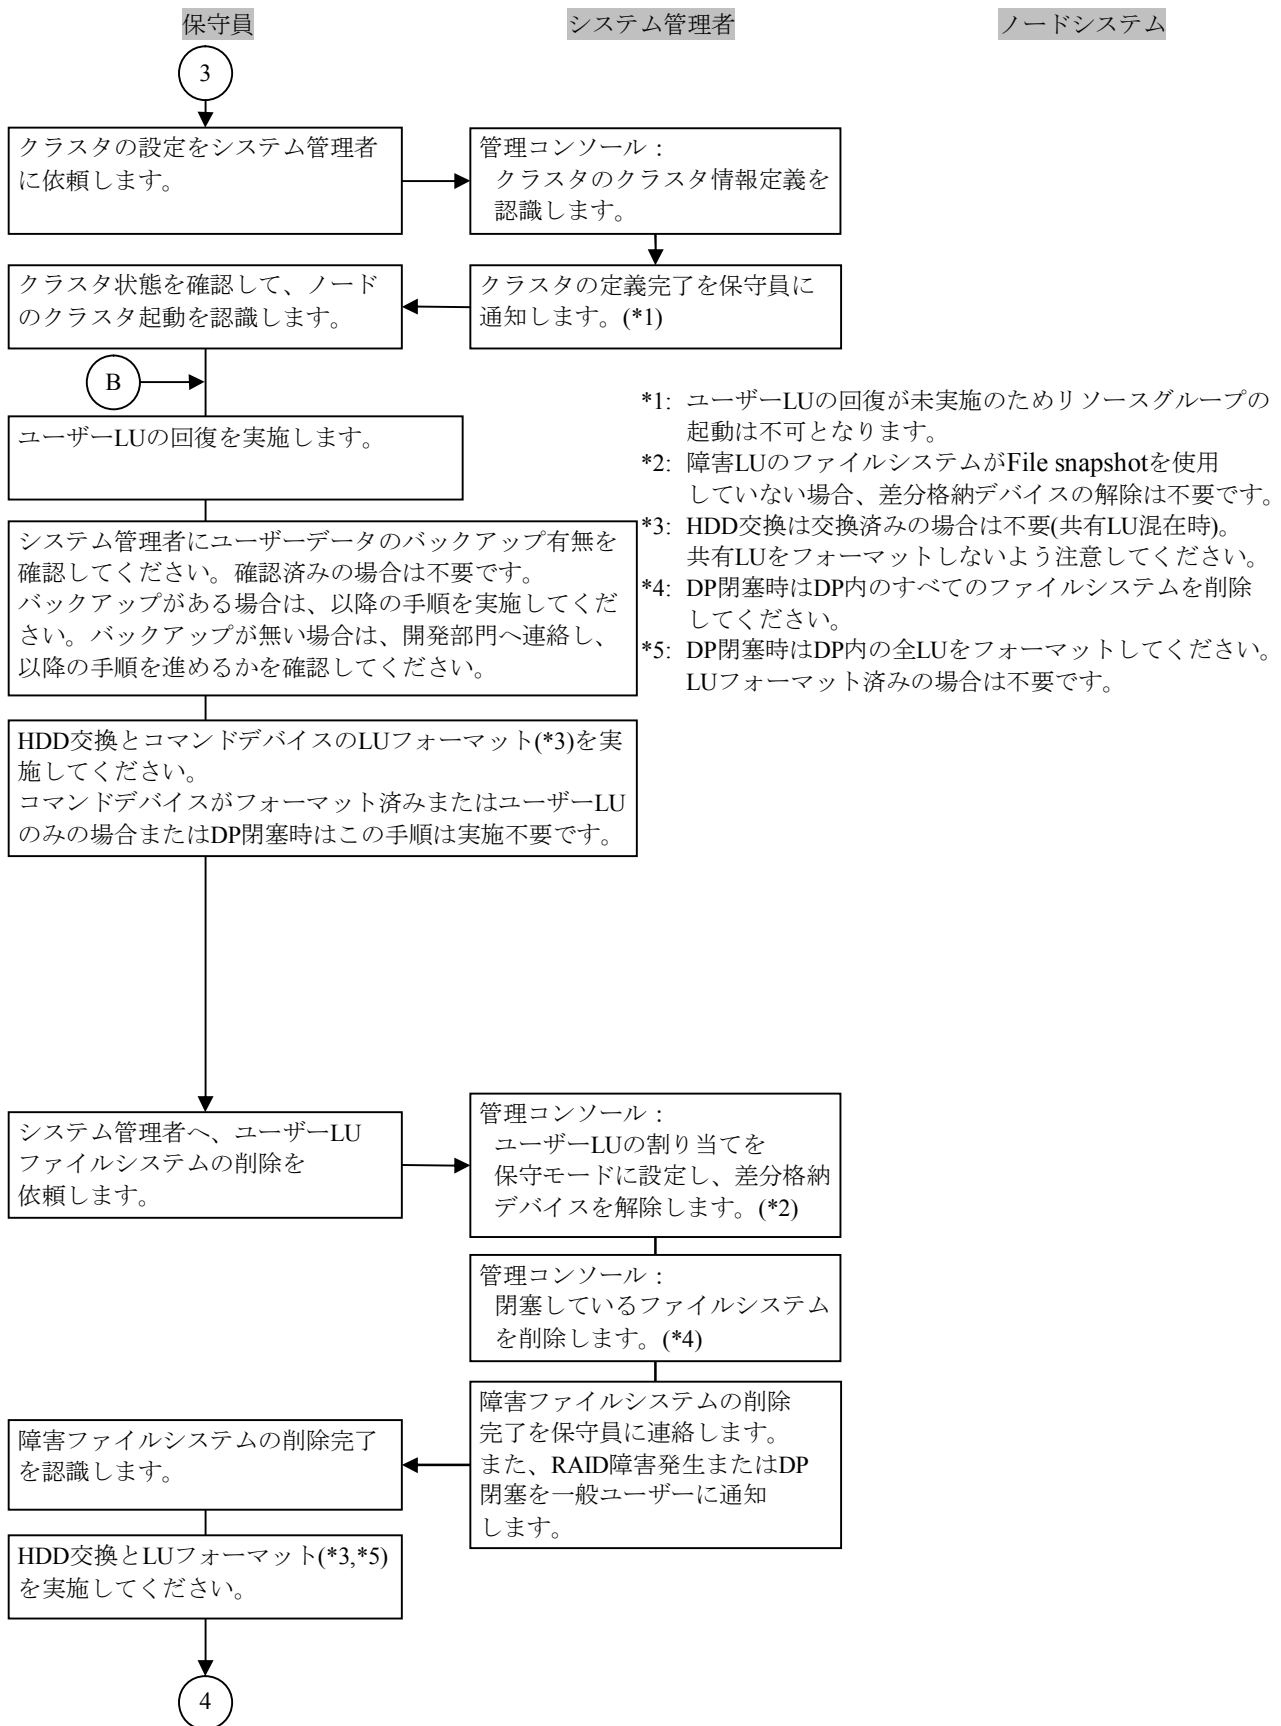 保守員
システム管理者
ノードシステム
3
クラスタの設定をシステム管理者
に依頼します。
管理コンソール：
クラスタのクラスタ情報定義を
認識します。
クラスタ状態を確認して、ノード
のクラスタ起動を認識します。
クラスタの定義完了を保守員に
通知します。(*1)
B
ユーザーLUの回復を実施します。
*1: ユーザーLUの回復が未実施のためリソースグループの
起動は不可となります。
*2: 障害LUのファイルシステムがFile snapshotを使用
していない場合、差分格納デバイスの解除は不要です。
*3: HDD交換は交換済みの場合は不要(共有LU混在時)。
共有LUをフォーマットしないよう注意してください。
*4: DP閉塞時はDP内のすべてのファイルシステムを削除
してください。
*5: DP閉塞時はDP内の全LUをフォーマットしてください。
LUフォーマット済みの場合は不要です。
システム管理者にユーザーデータのバックアップ有無を
確認してください。確認済みの場合は不要です。
バックアップがある場合は、以降の手順を実施してくだ
さい。バックアップが無い場合は、開発部門へ連絡し、
以降の手順を進めるかを確認してください。
HDD交換とコマンドデバイスのLUフォーマット(*3)を実
施してください。
コマンドデバイスがフォーマット済みまたはユーザーLU
のみの場合またはDP閉塞時はこの手順は実施不要です。
システム管理者へ、ユーザーLU
ファイルシステムの削除を
依頼します。
管理コンソール：
ユーザーLUの割り当てを
保守モードに設定し、差分格納
デバイスを解除します。(*2)
管理コンソール：
閉塞しているファイルシステム
を削除します。(*4)
障害ファイルシステムの削除
完了を保守員に連絡します。
また、RAID障害発生またはDP
閉塞を一般ユーザーに通知
します。
障害ファイルシステムの削除完了
を認識します。
HDD交換とLUフォーマット(*3,*5)
を実施してください。
4